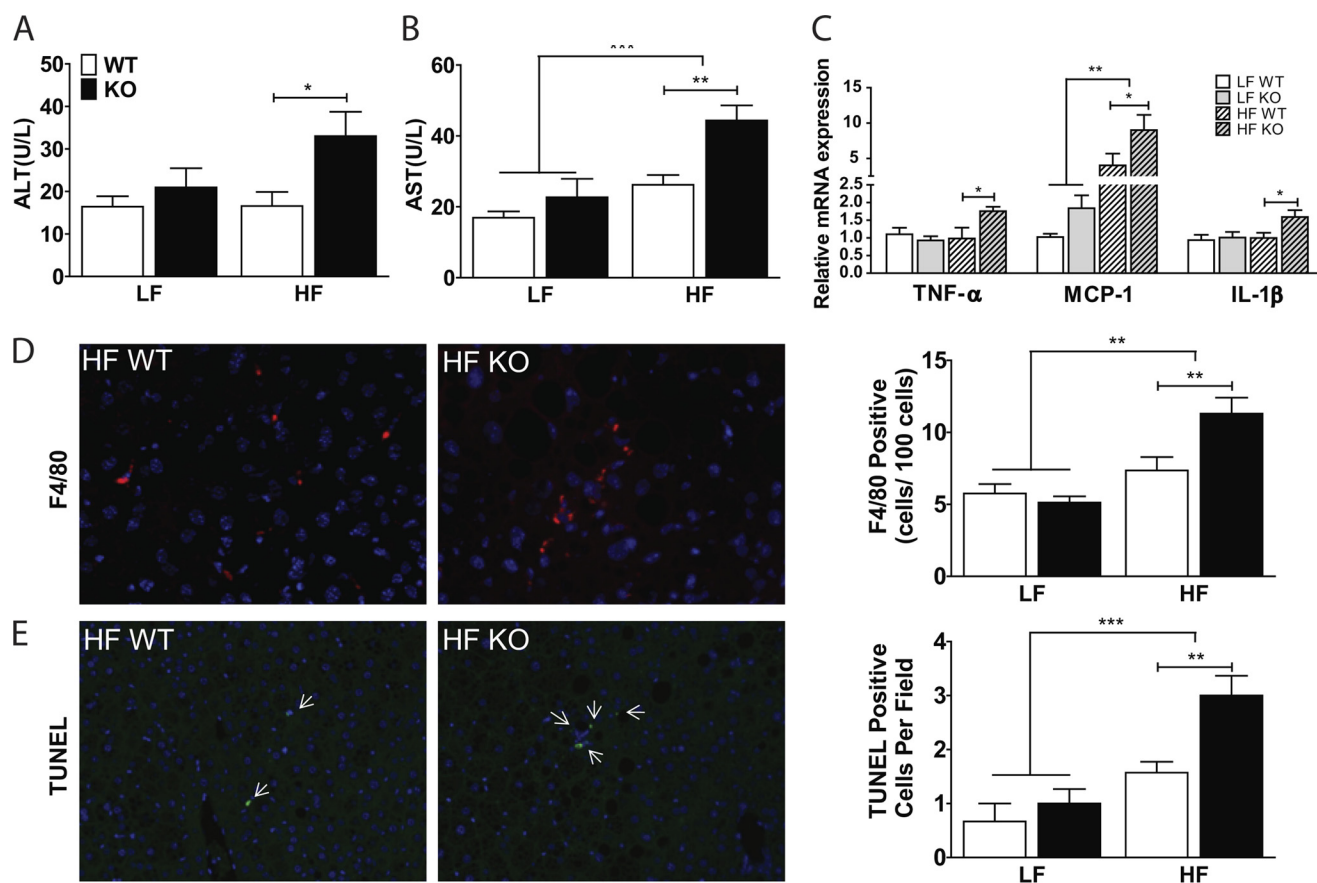 A
ALT(U/L)
50
40
30
20
10
0
WT
KO
*
LF
HF
B
AST(U/L)
60
40
20
0
**
LF
HF
C
Relative mRNA expression
15
10
5
2.5
2.0
1.5
1.0
0.5
0.0
**
*
*
*
LF WT
LF KO
HF WT
HF KO
TNF-α
MCP-1
IL-1β
D
F4/80
HF WT
HF KO
F4/80 Positive
(cells/ 100 cells)
15
10
5
0
**
**
LF
HF
E
TUNEL
HF WT
HF KO
TUNEL Positive
Cells Per Field
4
3
2
1
0
***
**
LF
HF